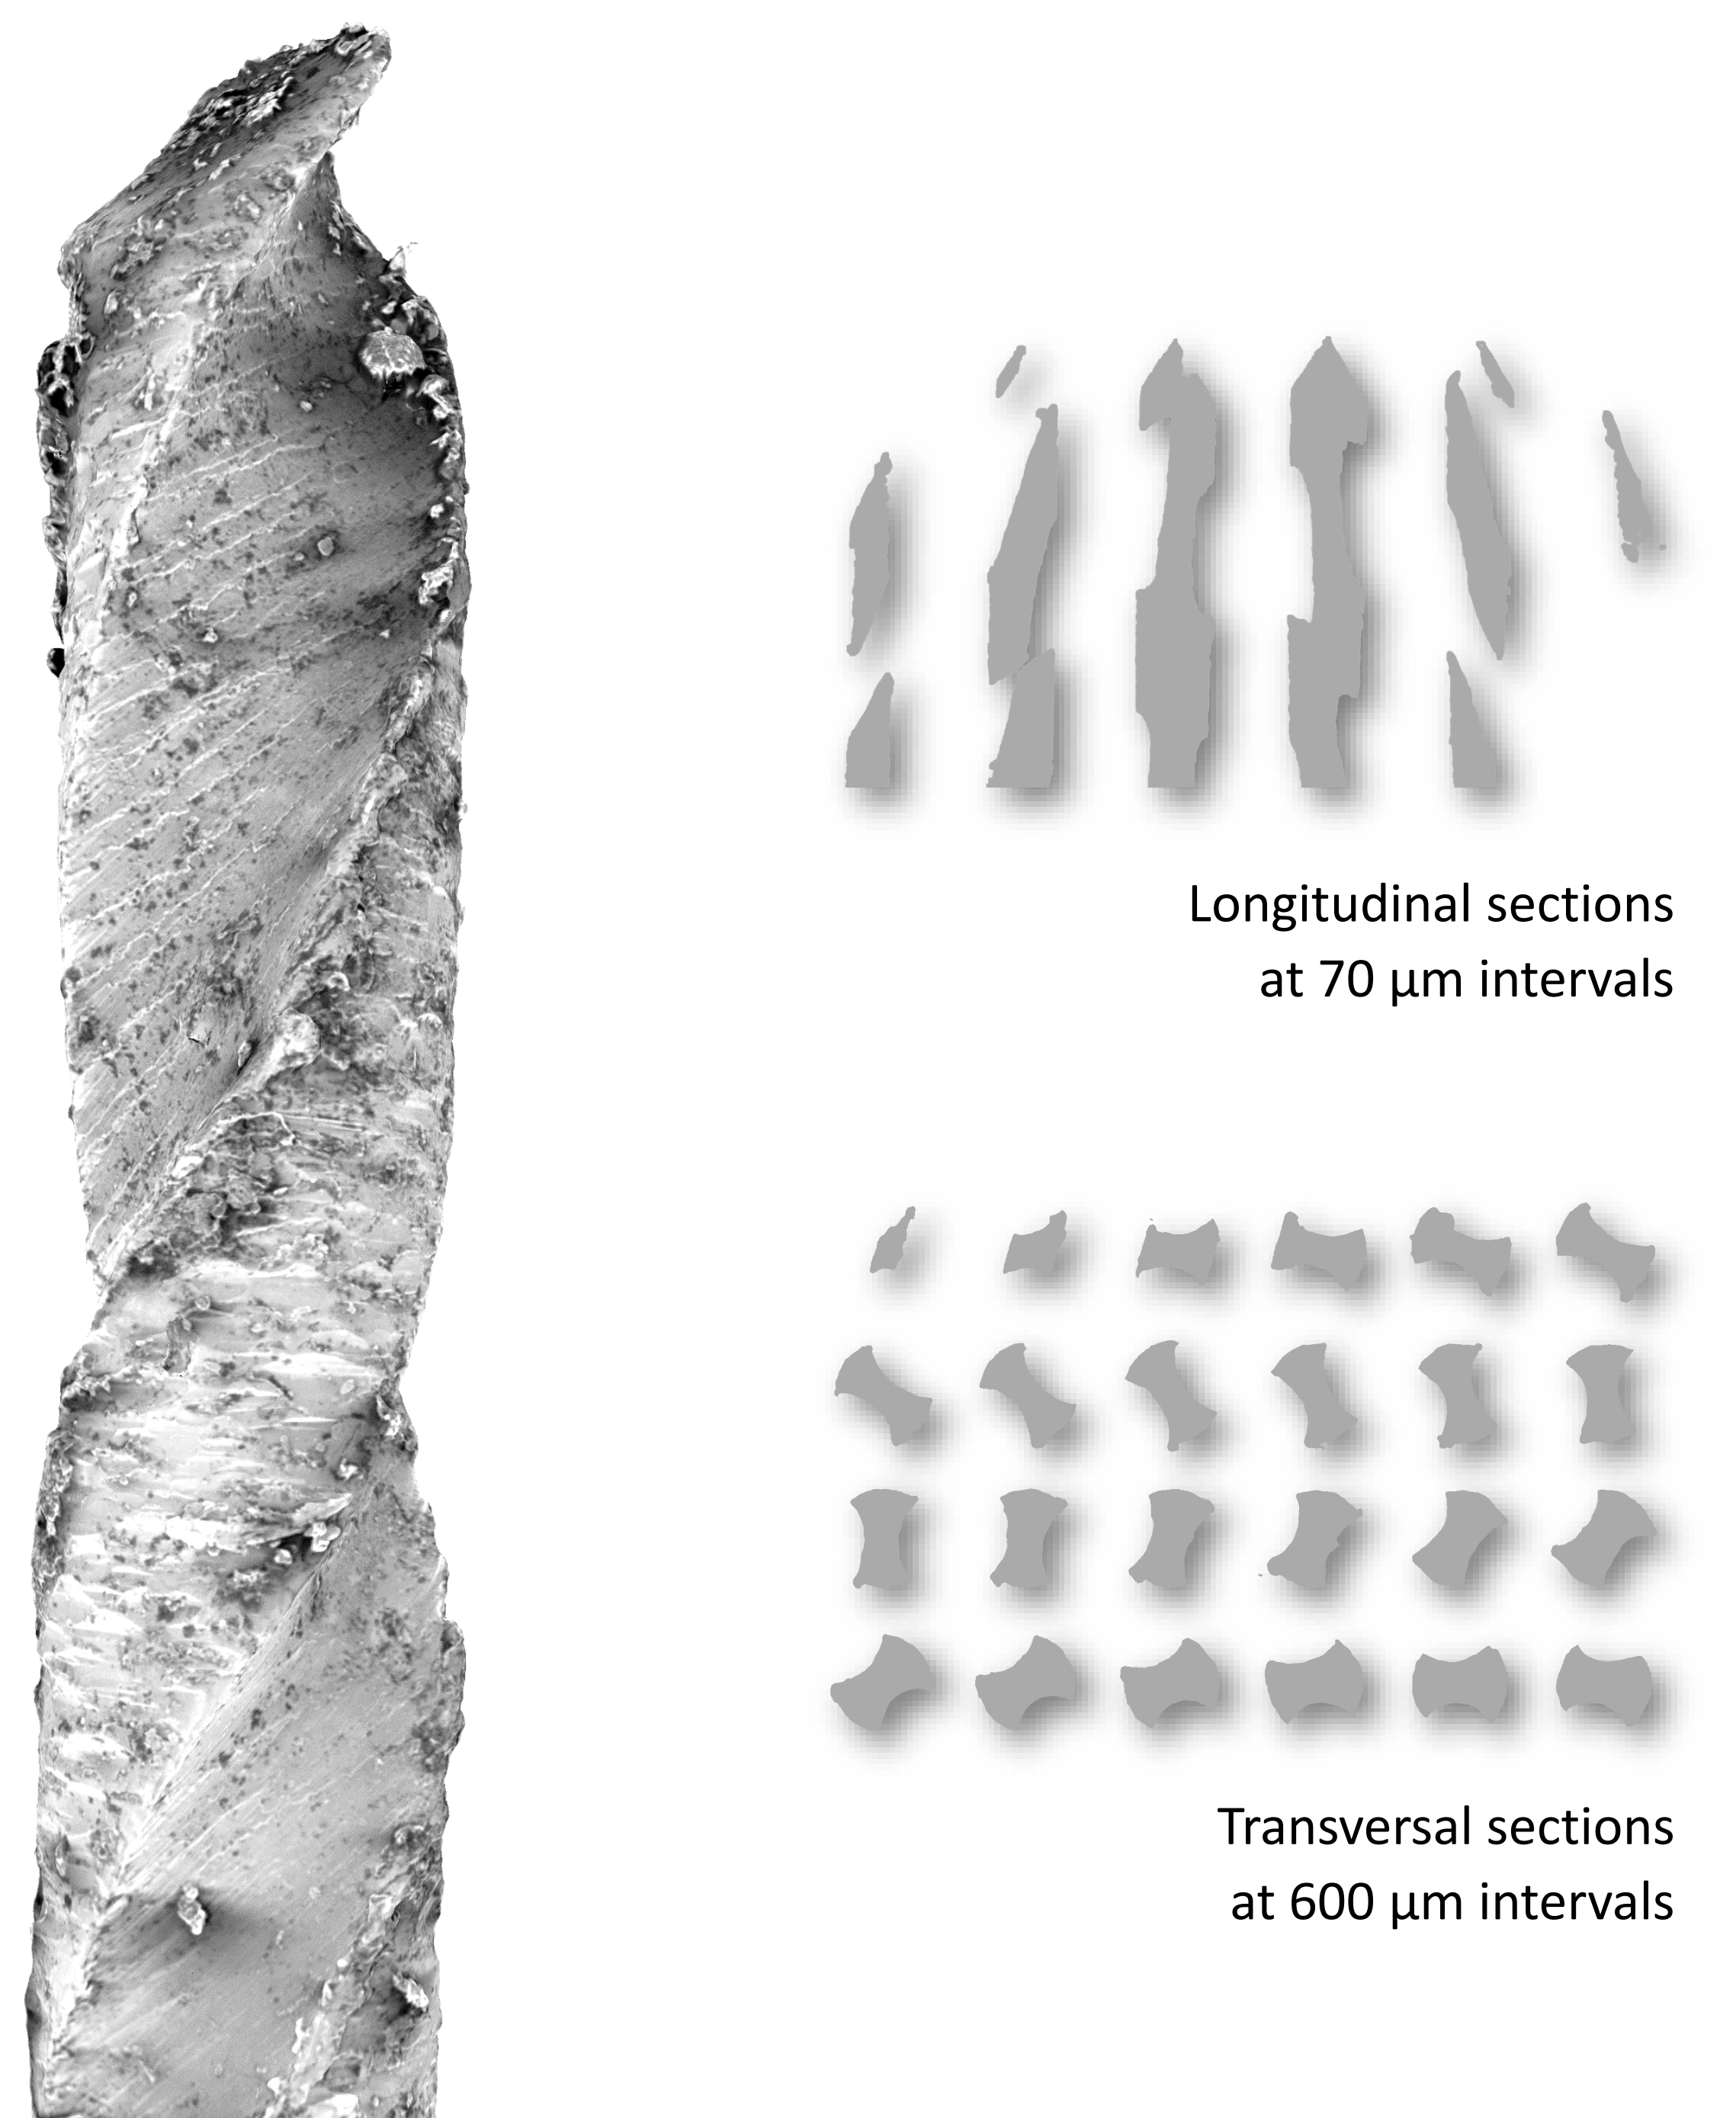 Longitudinal sections
at 70 µm intervals
Transversal sections
at 600 µm intervals